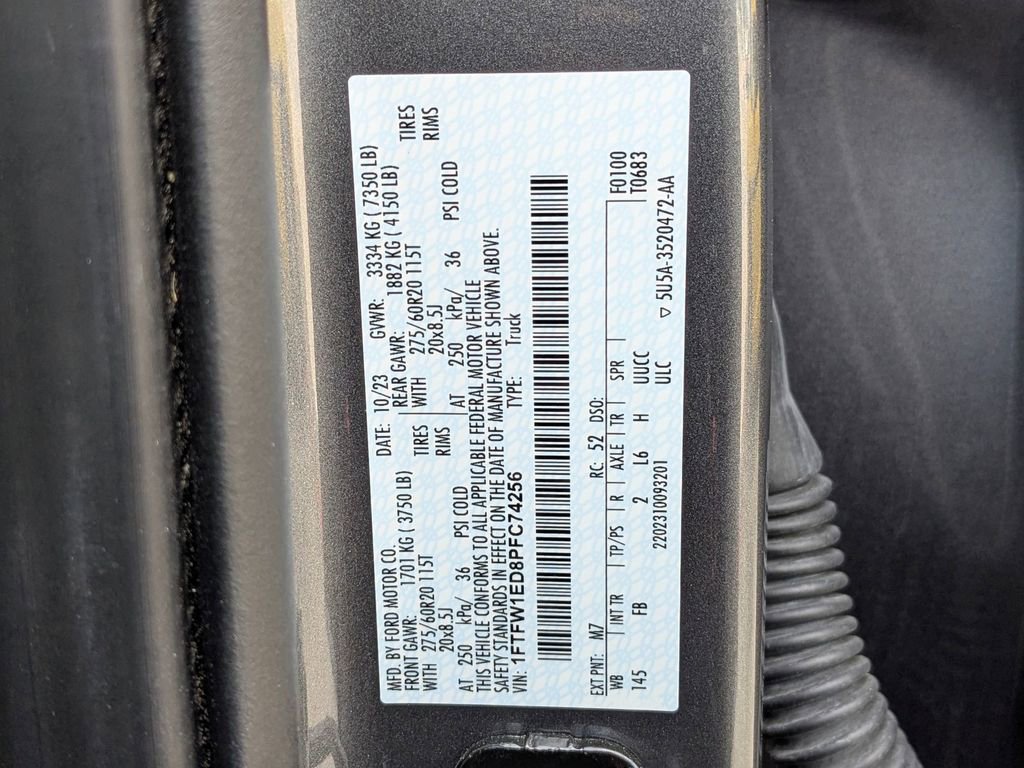 MFD. BY FORD MOTOR CO. DATE: 10/23 GVWR: 3334 KG ( 7350 LB)
FRONT GAWR: 1701 KG ( 3750 LB) REAR GAWR: 1882 KG ( 4150 LB)
WITH 275/60R20 115T TIRES WITH 275/60R20 115T TIRES
20x8.5J RIMS 20x8.5J RIMS
AT 250 kPa/ 36 PSI COLD AT 250 kPa/ 36 PSI COLD
THIS VEHICLE CONFORMS TO ALL APPLICABLE FEDERAL MOTOR VEHICLE
SAFETY STANDARDS IN EFFECT ON THE DATE OF MANUFACTURE SHOWN ABOVE.
VIN: 1FTFW1ED8PFC74256 TYPE: Truck
EXT PNT: M7 RC: 52 DSO: F0100
WB INT TR TP/PS R AXLE TR SPR T0683
145 FB 2 L6 H UUCC
2202310093201 ULC 5U5A-3520472-AA